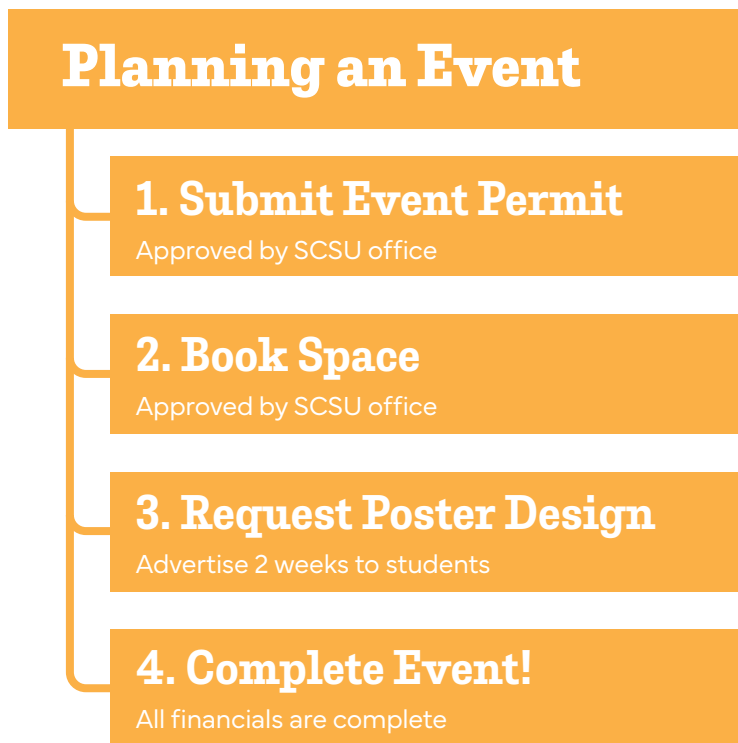 Planning an Event
1. Submit Event Permit
Approved by SCSU office
2. Book Space
Approved by SCSU office
3. Request Poster Design
Advertise 2 weeks to students
4. Complete Event!
All financials are complete